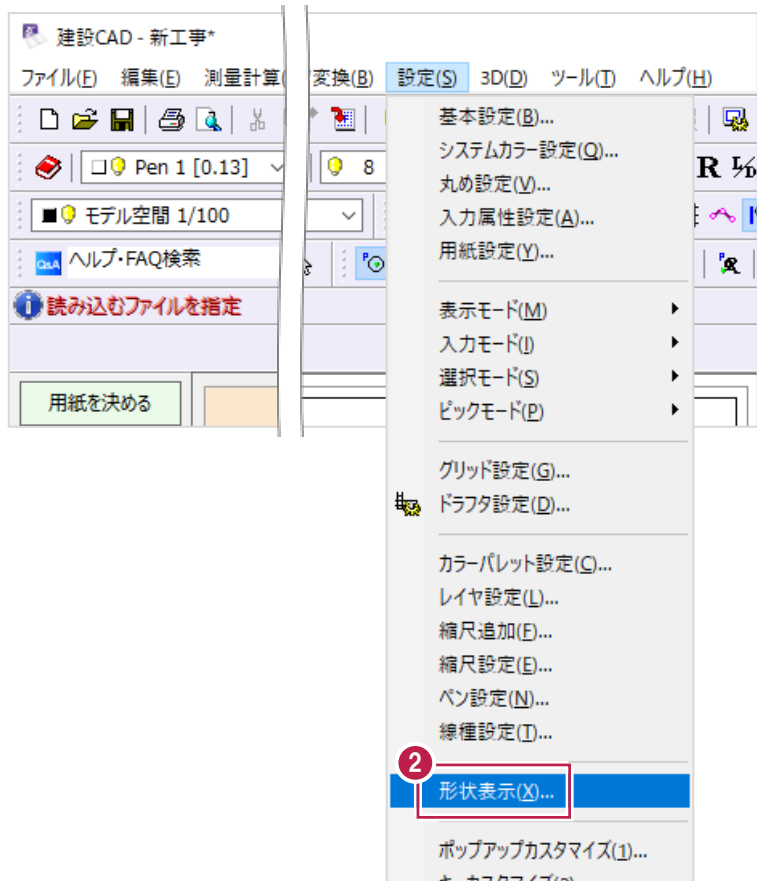 建設CAD - 新工事*
ファイル(F) 編集(E) 測量計算( 変換(B) 設定(S) 3D(D) ツール(T) ヘルプ(H)
Pen 1 [0.13] 8 R
モデル空間 1/100
Q&A ヘルプ・FAQ検索
読み込むファイルを指定
用紙を決める
基本設定(B)...
システムカラー設定(Q)...
丸め設定(V)...
入力属性設定(A)...
用紙設定(Y)...
表示モード(M)
入力モード(I)
選択モード(S)
ピックモード(P)
グリッド設定(G)...
ドラフタ設定(D)...
カラーパレット設定(C)...
レイヤ設定(L)...
縮尺追加(F)...
縮尺設定(E)...
ペン設定(N)...
線種設定(T)...
2
形状表示(X)...
ポップアップカスタマイズ(1)...